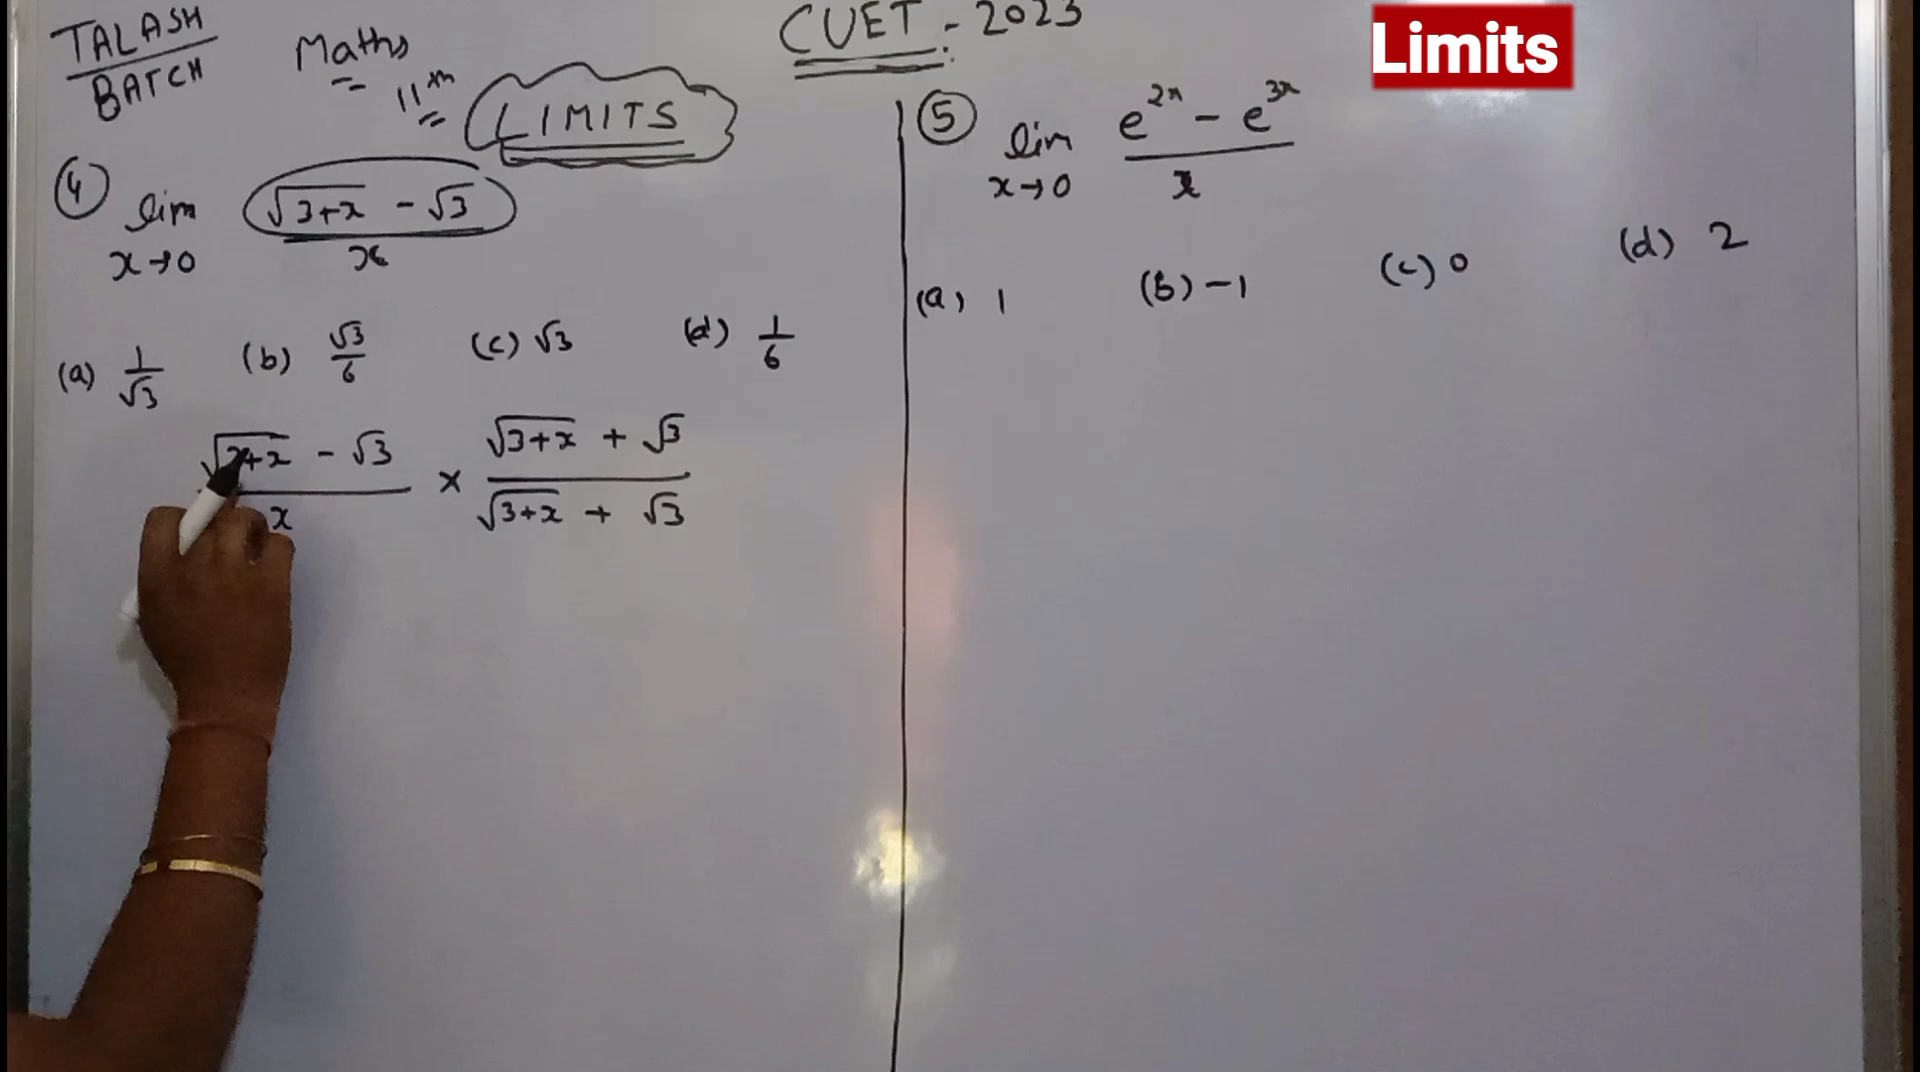 TALASH
BATCH
Maths
11th
LIMITS
CUET - 2023
Limits
④ lim x→0 (√3+x - √3) / x
(a) 1/√3 (b) √3/6 (c) √3 (d) 1/6
(√3+x - √3) / x × (√3+x + √3) / (√3+x + √3)
⑤ lim x→0 (e^2x - e^3x) / x
(a) 1 (b) -1 (c) 0 (d) 2